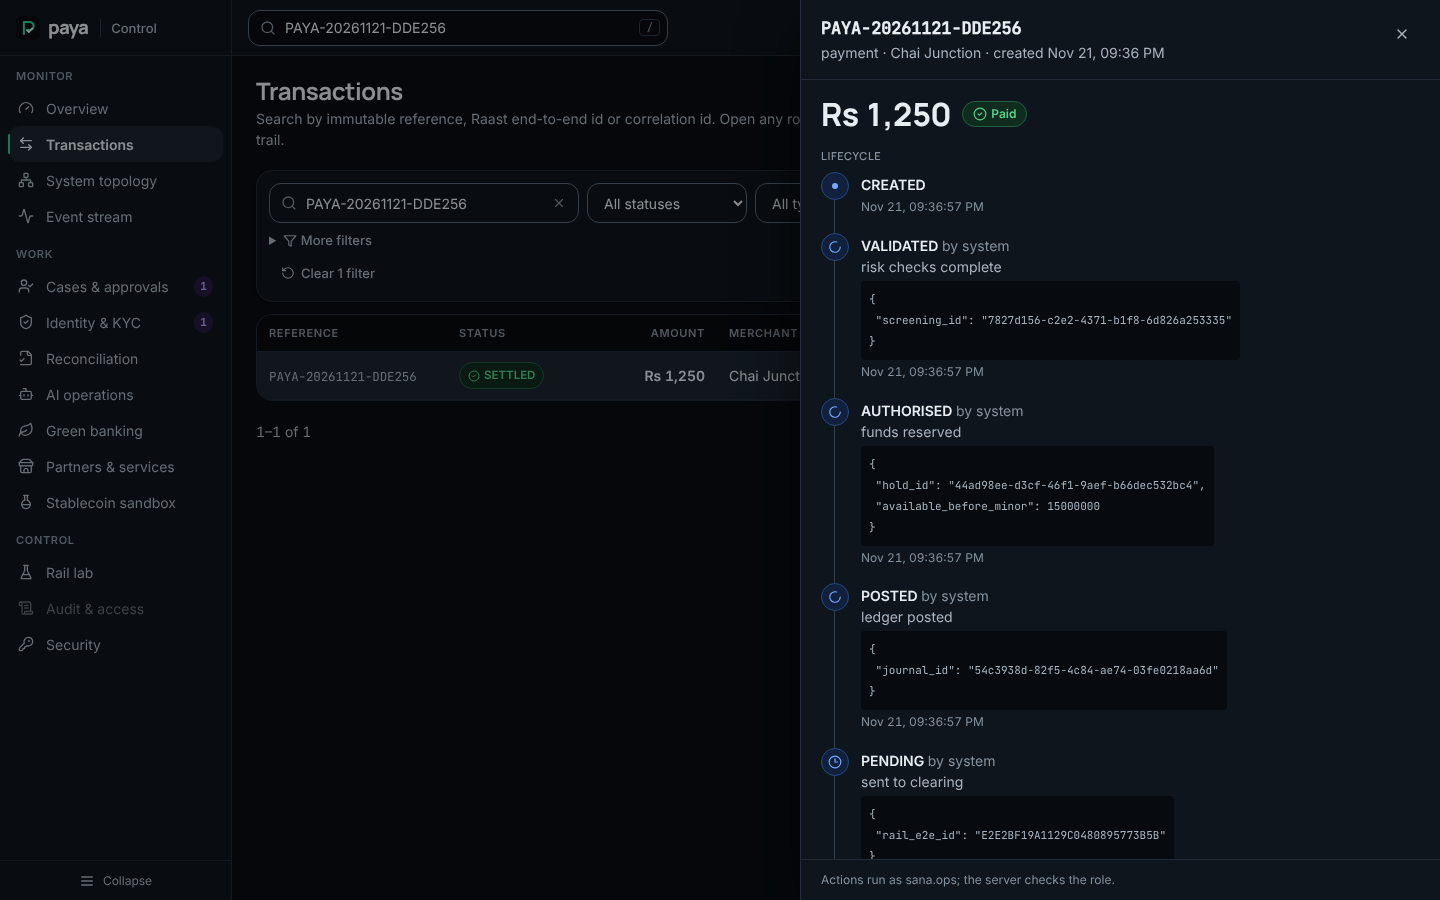 paya
Control
PAYA-20261121-DDE256
/
MONITOR
Overview
Transactions
System topology
Event stream
WORK
Cases & approvals 1
Identity & KYC 1
Reconciliation
AI operations
Green banking
Partners & services
Stablecoin sandbox
CONTROL
Rail lab
Audit & access
Security
Collapse
Transactions
Search by immutable reference, Raast end-to-end id or correlation id. Open any ro
trail.
PAYA-20261121-DDE256
All statuses
All ty
More filters
Clear 1 filter
REFERENCE STATUS AMOUNT MERCHANT
PAYA-20261121-DDE256 SETTLED Rs 1,250 Chai Junct
1–1 of 1
PAYA-20261121-DDE256
payment · Chai Junction · created Nov 21, 09:36 PM
Rs 1,250 Paid
LIFECYCLE
CREATED
Nov 21, 09:36:57 PM
VALIDATED by system
risk checks complete
{
"screening_id": "7827d156-c2e2-4371-b1f8-6d826a253335"
}
Nov 21, 09:36:57 PM
AUTHORISED by system
funds reserved
{
"hold_id": "44ad98ee-d3cf-46f1-9aef-b66dec532bc4",
"available_before_minor": 15000000
}
Nov 21, 09:36:57 PM
POSTED by system
ledger posted
{
"journal_id": "54c3938d-82f5-4c84-ae74-03fe0218aa6d"
}
Nov 21, 09:36:57 PM
PENDING by system
sent to clearing
{
"rail_e2e_id": "E2E2BF19A1129C0480895773B5B"
}
Actions run as sana.ops; the server checks the role.